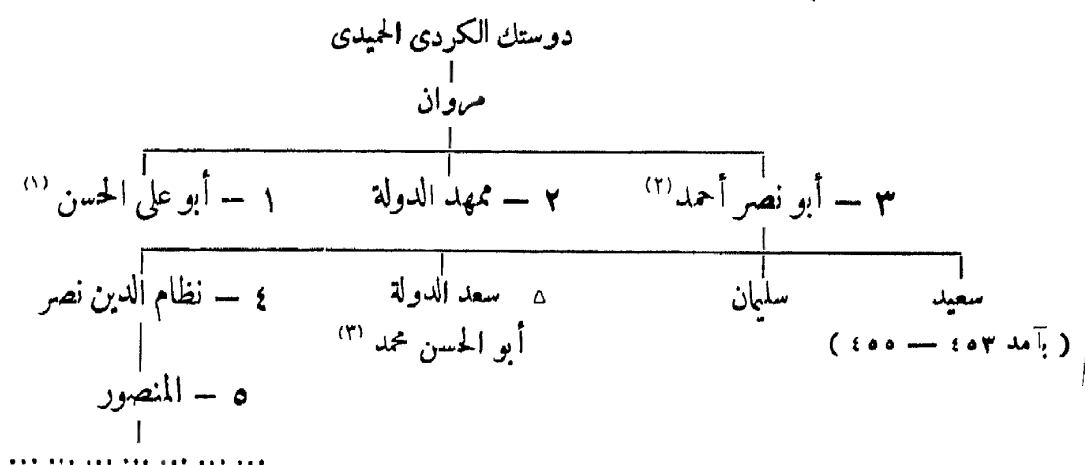 دوستك الكردى الحميدى
مروان
١ – أبو على الحسن (١) ٢ – ممهد الدولة ٣ – أبو نصر أحمد (٢)
٤ – نظام الدين نصر △ سعد الدولة سليمان سعيد
أبو الحسن محمد (٣) ( بآمد ٤٥٣ — ٤٥٥ )
٥ – المنصور